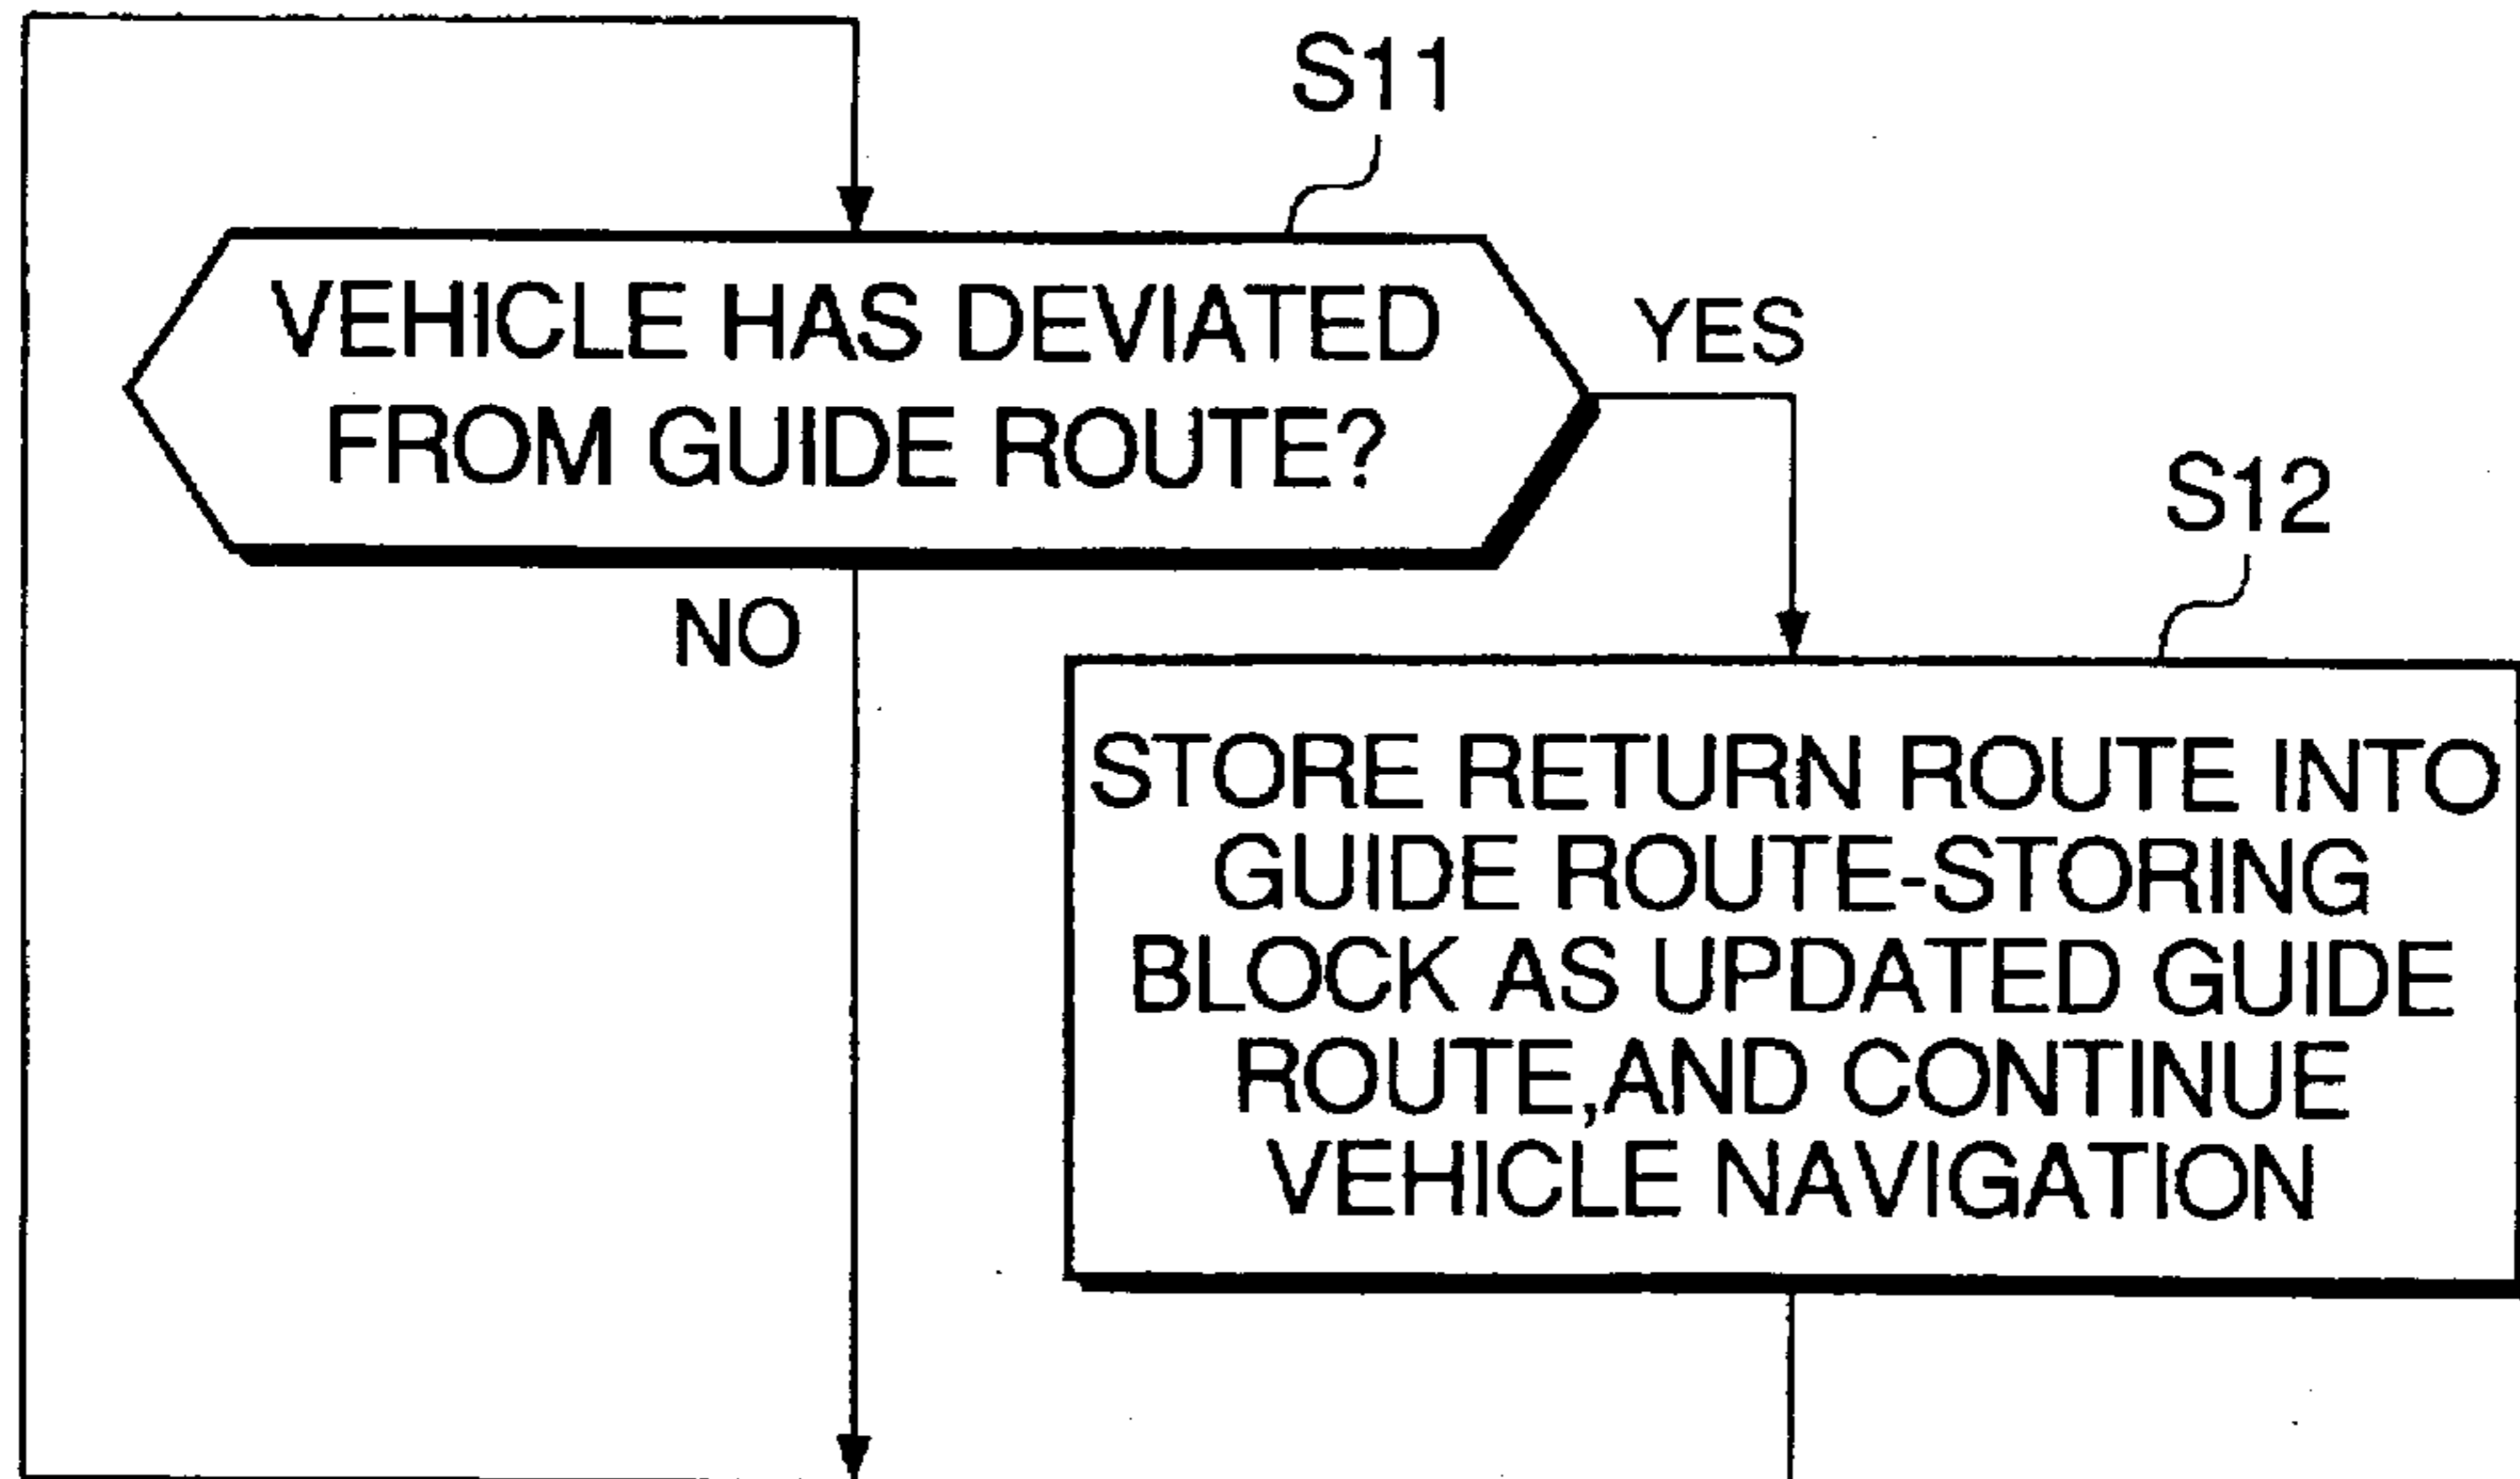 S11
VEHICLE HAS DEVIATED
FROM GUIDE ROUTE?
YES
NO
S12
STORE RETURN ROUTE INTO
GUIDE ROUTE-STORING
BLOCK AS UPDATED GUIDE
ROUTE,AND CONTINUE
VEHICLE NAVIGATION